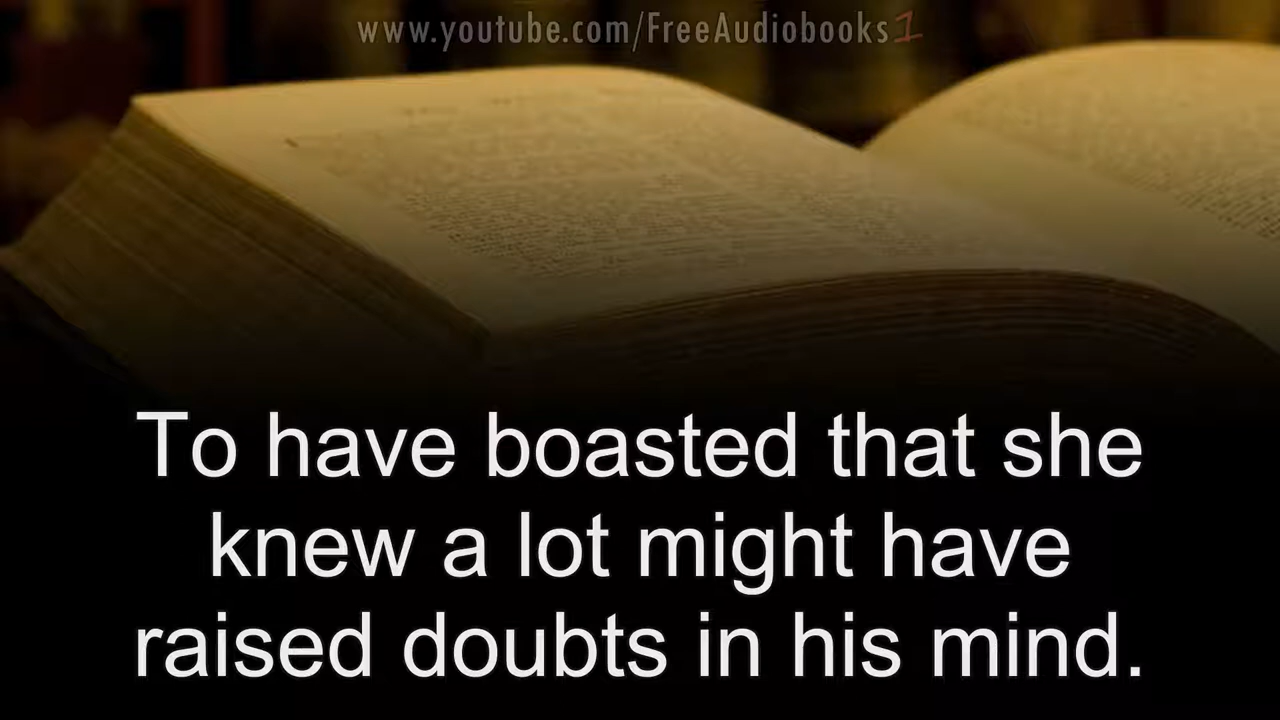 www.youtube.com/FreeAudiobooks1
To have boasted that she
knew a lot might have
raised doubts in his mind.